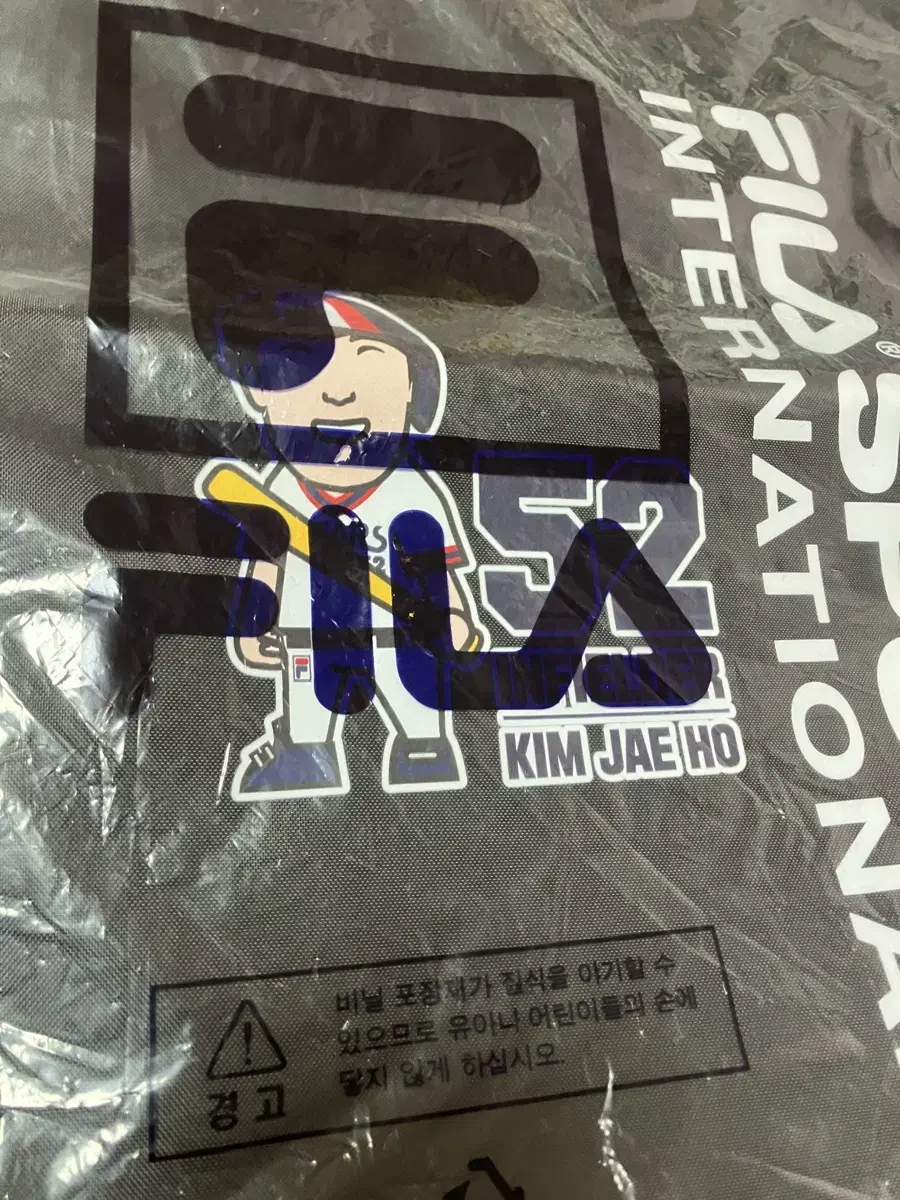 FILA
FILA®
INTERNATIONAL
52
INFIELDER
KIM JAE HO
경고
비닐 포장재가 질식을 야기할 수
있으므로 유아나 어린이들의 손에
닿지 않게 하십시오.